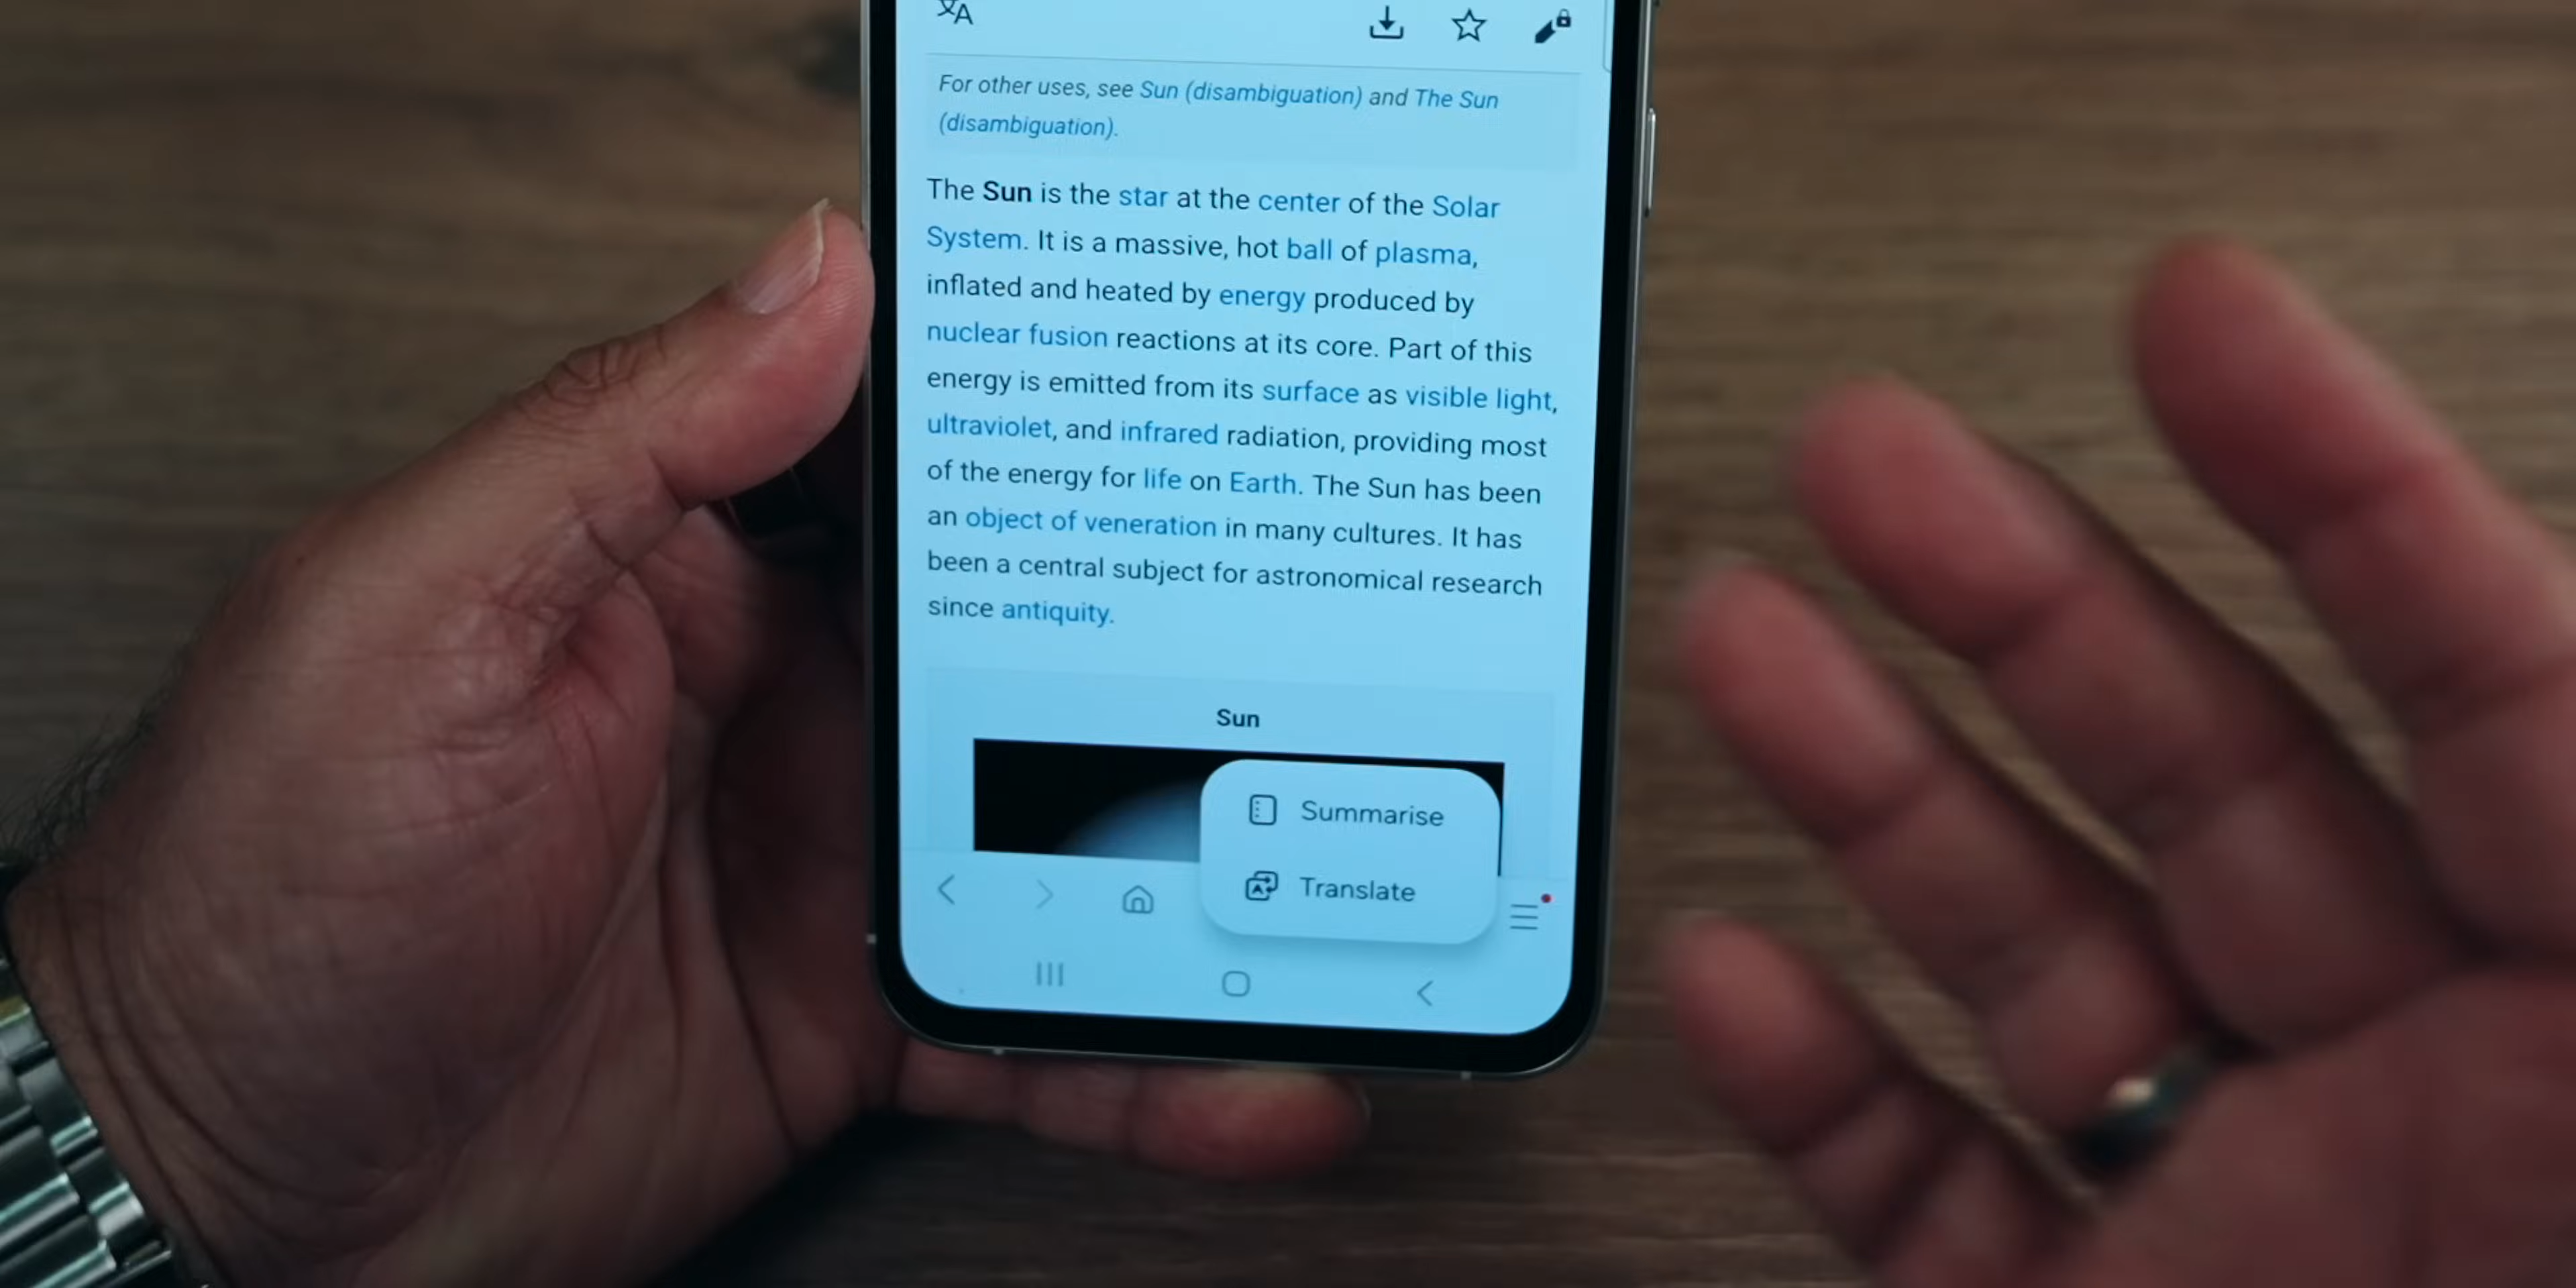 For other uses, see Sun (disambiguation) and The Sun
(disambiguation).
The Sun is the star at the center of the Solar
System. It is a massive, hot ball of plasma,
inflated and heated by energy produced by
nuclear fusion reactions at its core. Part of this
energy is emitted from its surface as visible light,
ultraviolet, and infrared radiation, providing most
of the energy for life on Earth. The Sun has been
an object of veneration in many cultures. It has
been a central subject for astronomical research
since antiquity.
Sun
Summarise
Translate